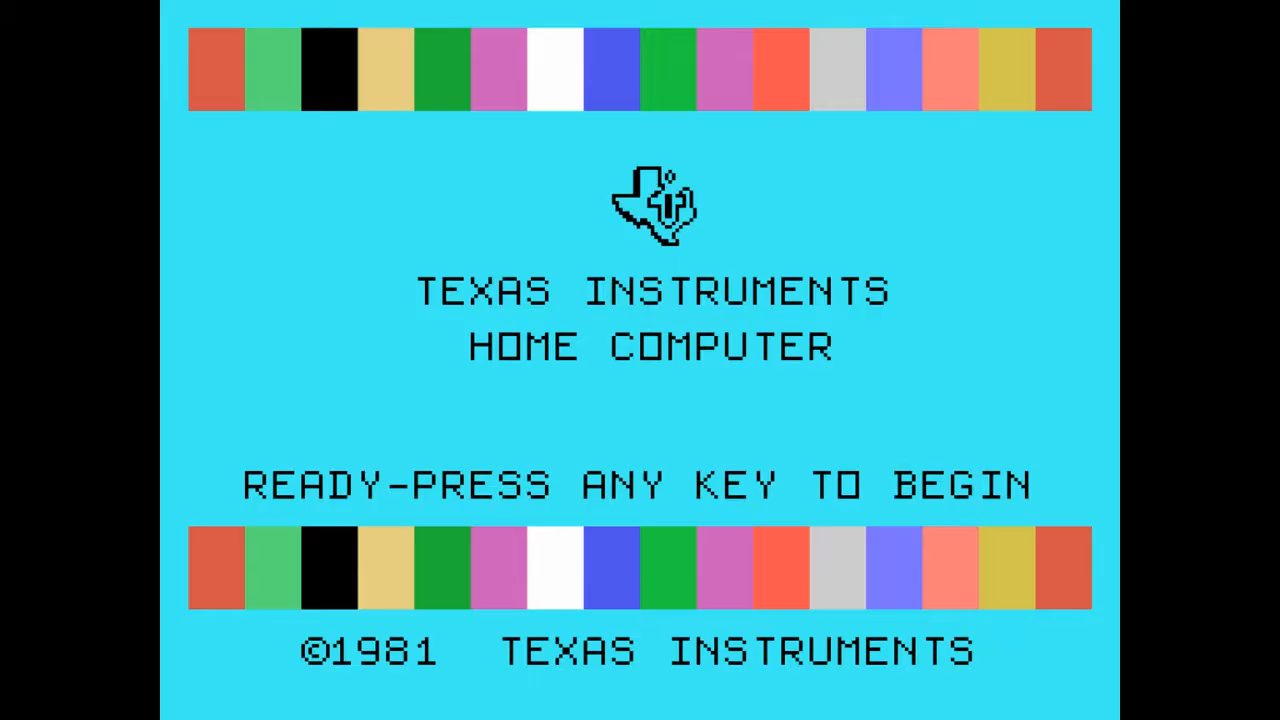 TEXAS INSTRUMENTS
HOME COMPUTER
READY-PRESS ANY KEY TO BEGIN
©1981  TEXAS INSTRUMENTS